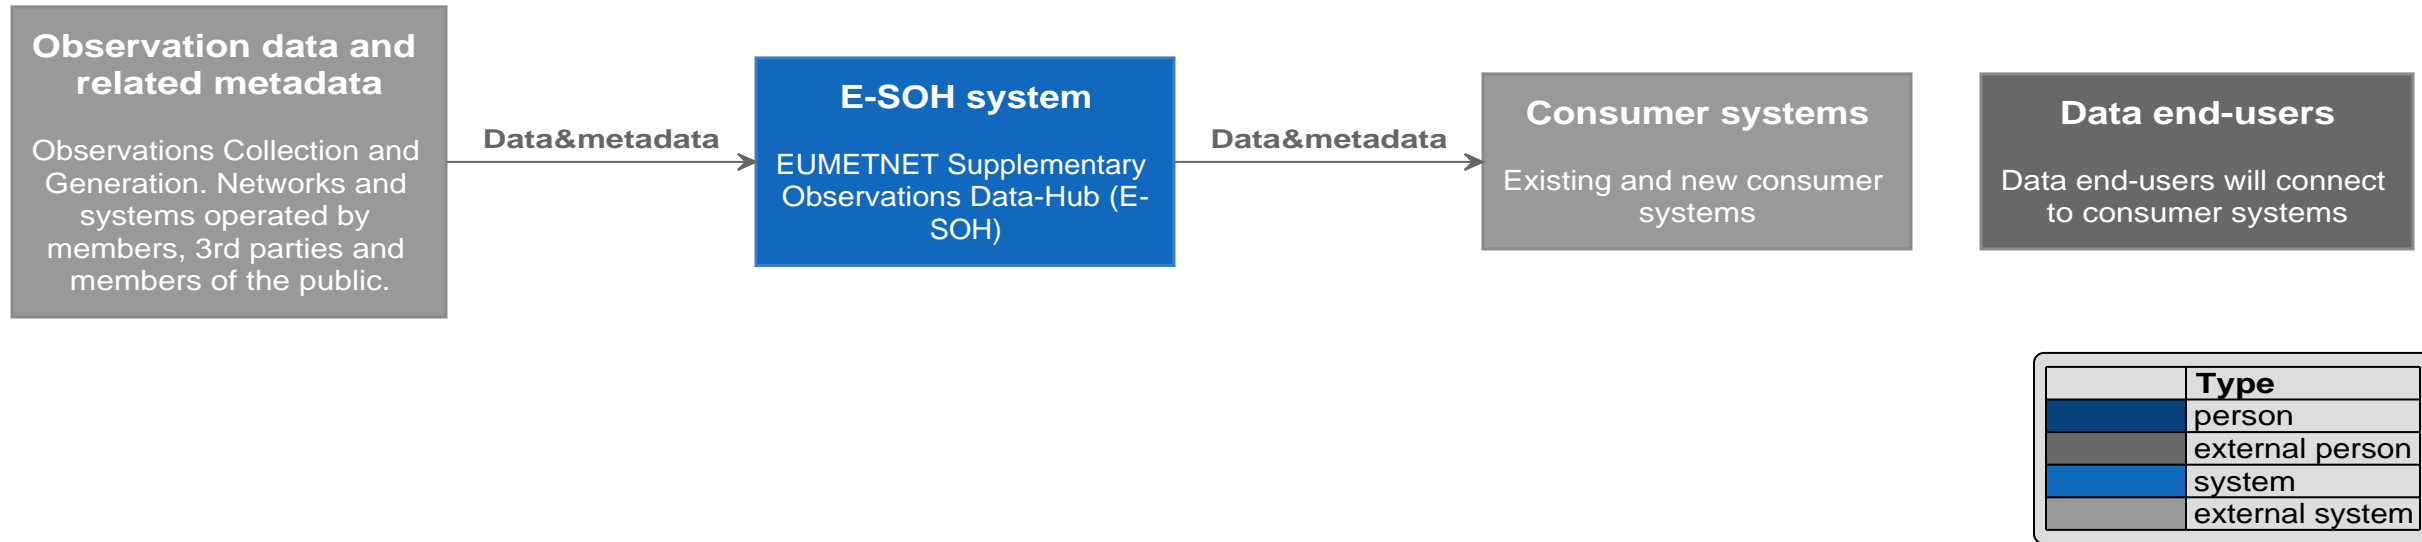 Observation data and
related metadata
Observations Collection and
Generation. Networks and
systems operated by
members, 3rd parties and
members of the public.
Data&metadata
E-SOH system
EUMETNET Supplementary
Observations Data-Hub (E-
SOH)
Data&metadata
Consumer systems
Existing and new consumer
systems
Data end-users
Data end-users will connect
to consumer systems
Type
person
external person
system
external system